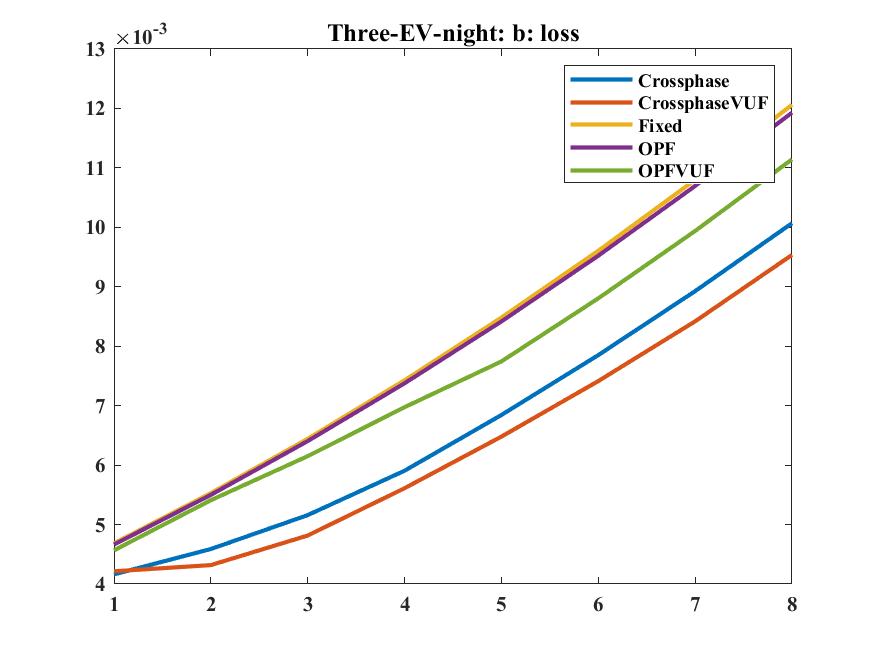 Three-EV-night: b: loss
×10⁻³
13
12
11
10
9
8
7
6
5
4
1 2 3 4 5 6 7 8
Crossphase
CrossphaseVUF
Fixed
OPF
OPFVUF